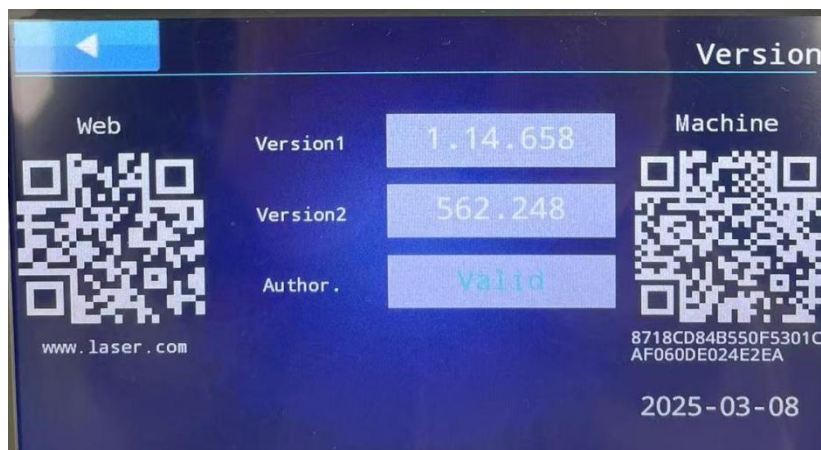 Version
Web
Machine
Version1
1.14.658
Version2
562.248
Author.
Valid
www.laser.com
8718CD84B550F5301C
AF060DE024E2EA
2025-03-08